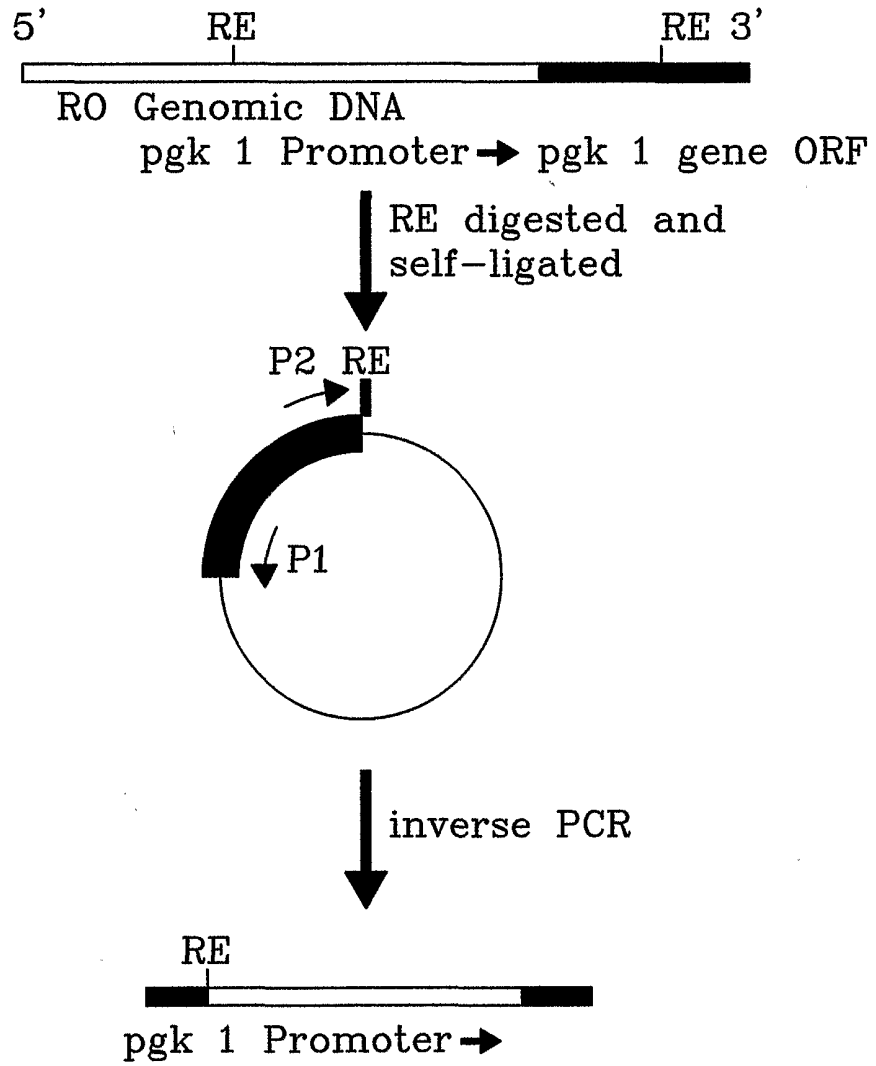 5' RE RE 3'
RO Genomic DNA
pgk 1 Promoter → pgk 1 gene ORF
RE digested and
self-ligated
P2 RE
P1
inverse PCR
RE
pgk 1 Promoter →